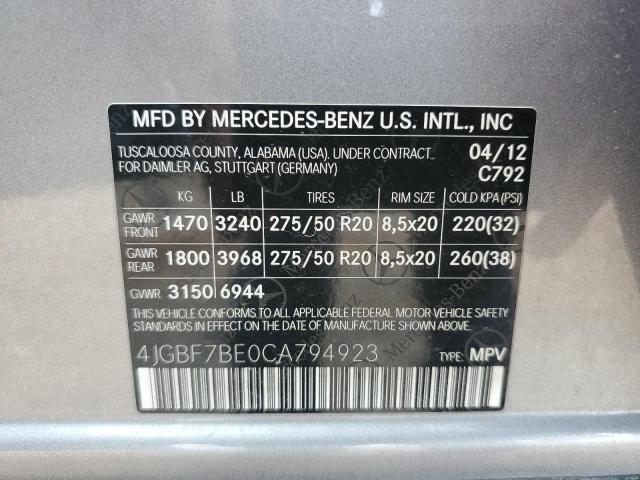 MFD BY MERCEDES-BENZ U.S. INTL., INC
TUSCALOOSA COUNTY, ALABAMA (USA). UNDER CONTRACT 04/12
FOR DAIMLER AG, STUTTGART (GERMANY) C792
KG LB TIRES RIM SIZE COLD KPA (PSI)
GAWR FRONT 1470 3240 275/50 R20 8,5x20 220(32)
GAWR REAR 1800 3968 275/50 R20 8,5x20 260(38)
GVWR 3150 6944
THIS VEHICLE CONFORMS TO ALL APPLICABLE FEDERAL MOTOR VEHICLE SAFETY
STANDARDS IN EFFECT ON THE DATE OF MANUFACTURE SHOWN ABOVE.
4JGBF7BE0CA794923 TYPE: MPV